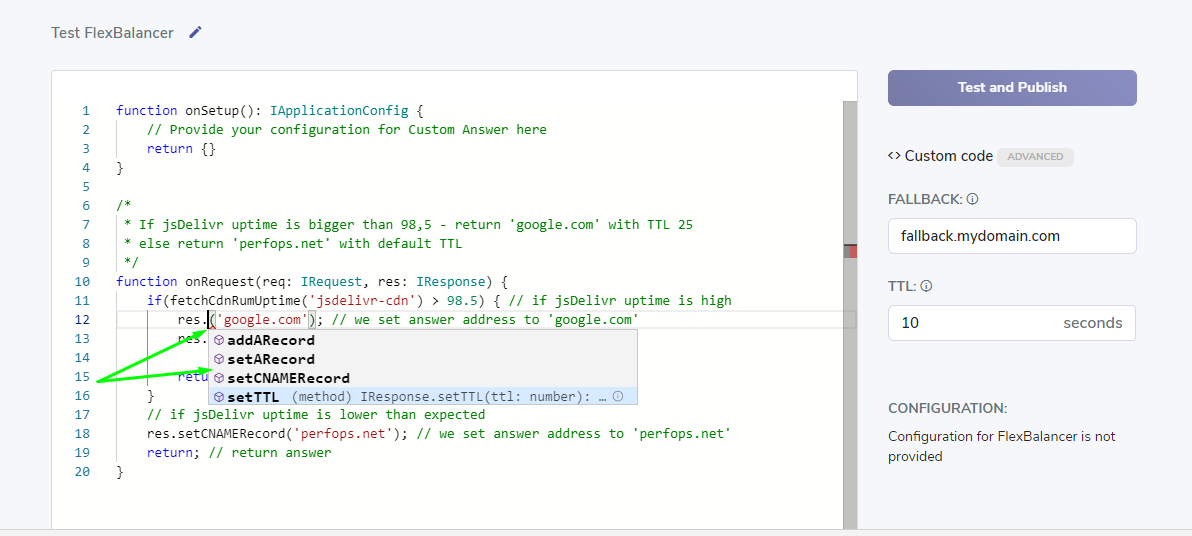 Test FlexBalancer
1 function onSetup(): IApplicationConfig {
2 // Provide your configuration for Custom Answer here
3 return {}
4 }
5
6 /*
7 * If jsDelivr uptime is bigger than 98,5 - return 'google.com' with TTL 25
8 * else return 'perfops.net' with default TTL
9 */
10 function onRequest(req: IRequest, res: IResponse) {
11 if(fetchCdnRumUptime('jsdelivr-cdn') > 98.5) { // if jsDelivr uptime is high
12 res.('google.com'); // we set answer address to 'google.com'
13 res.
addARecord
14
setARecord
15 retu
setCNAMERecord
16 }
setTTL (method) IResponse.setTTL(ttl: number): …
17 // if jsDelivr uptime is lower than expected
18 res.setCNAMERecord('perfops.net'); // we set answer address to 'perfops.net'
19 return; // return answer
20 }
Test and Publish
<> Custom code ADVANCED
FALLBACK:
fallback.mydomain.com
TTL:
10 seconds
CONFIGURATION:
Configuration for FlexBalancer is not
provided